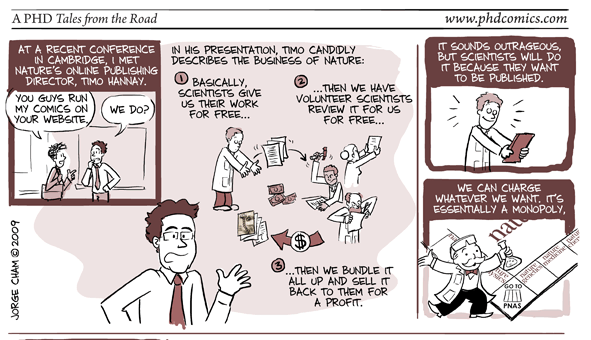 A PHD Tales from the Road
www.phdcomics.com
AT A RECENT CONFERENCE
IN CAMBRIDGE, I MET
NATURE'S ONLINE PUBLISHING
DIRECTOR, TIMO HANNAY.
YOU GUYS RUN
MY COMICS ON
YOUR WEBSITE.
WE DO?
IN HIS PRESENTATION, TIMO CANDIDLY
DESCRIBES THE BUSINESS OF NATURE:
1 BASICALLY,
SCIENTISTS GIVE
US THEIR WORK
FOR FREE...
2 ...THEN WE HAVE
VOLUNTEER SCIENTISTS
REVIEW IT FOR US
FOR FREE...
$
3 ...THEN WE BUNDLE IT
ALL UP AND SELL IT
BACK TO THEM FOR
A PROFIT.
IT SOUNDS OUTRAGEOUS,
BUT SCIENTISTS WILL DO
IT BECAUSE THEY WANT
TO BE PUBLISHED.
WE CAN CHARGE
WHATEVER WE WANT. IT'S
ESSENTIALLY A MONOPOLY.
nature
nature
genetics
nature
medicine
GO TO
PNAS
JORGE CHAM © 2009